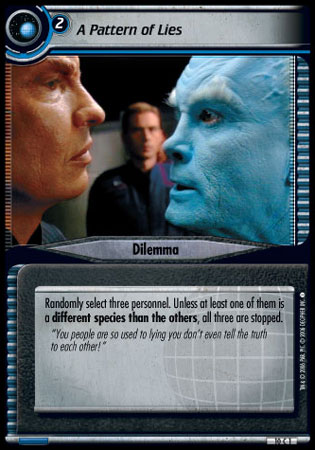 2
A Pattern of Lies
Dilemma
Randomly select three personnel. Unless at least one of them is
a different species than the others, all three are stopped.
"You people are so used to lying you don't even tell the truth
to each other!"
10 C 1